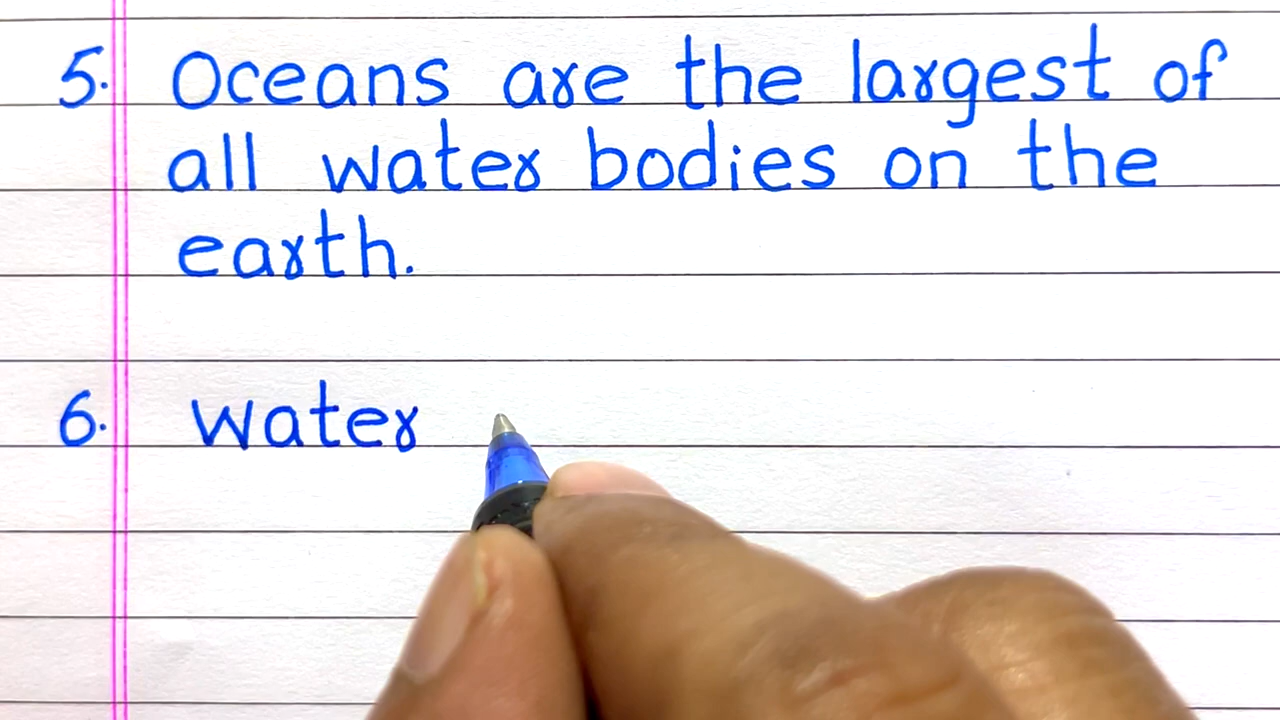 5. Oceans are the largest of
all water bodies on the
earth.
6. Water